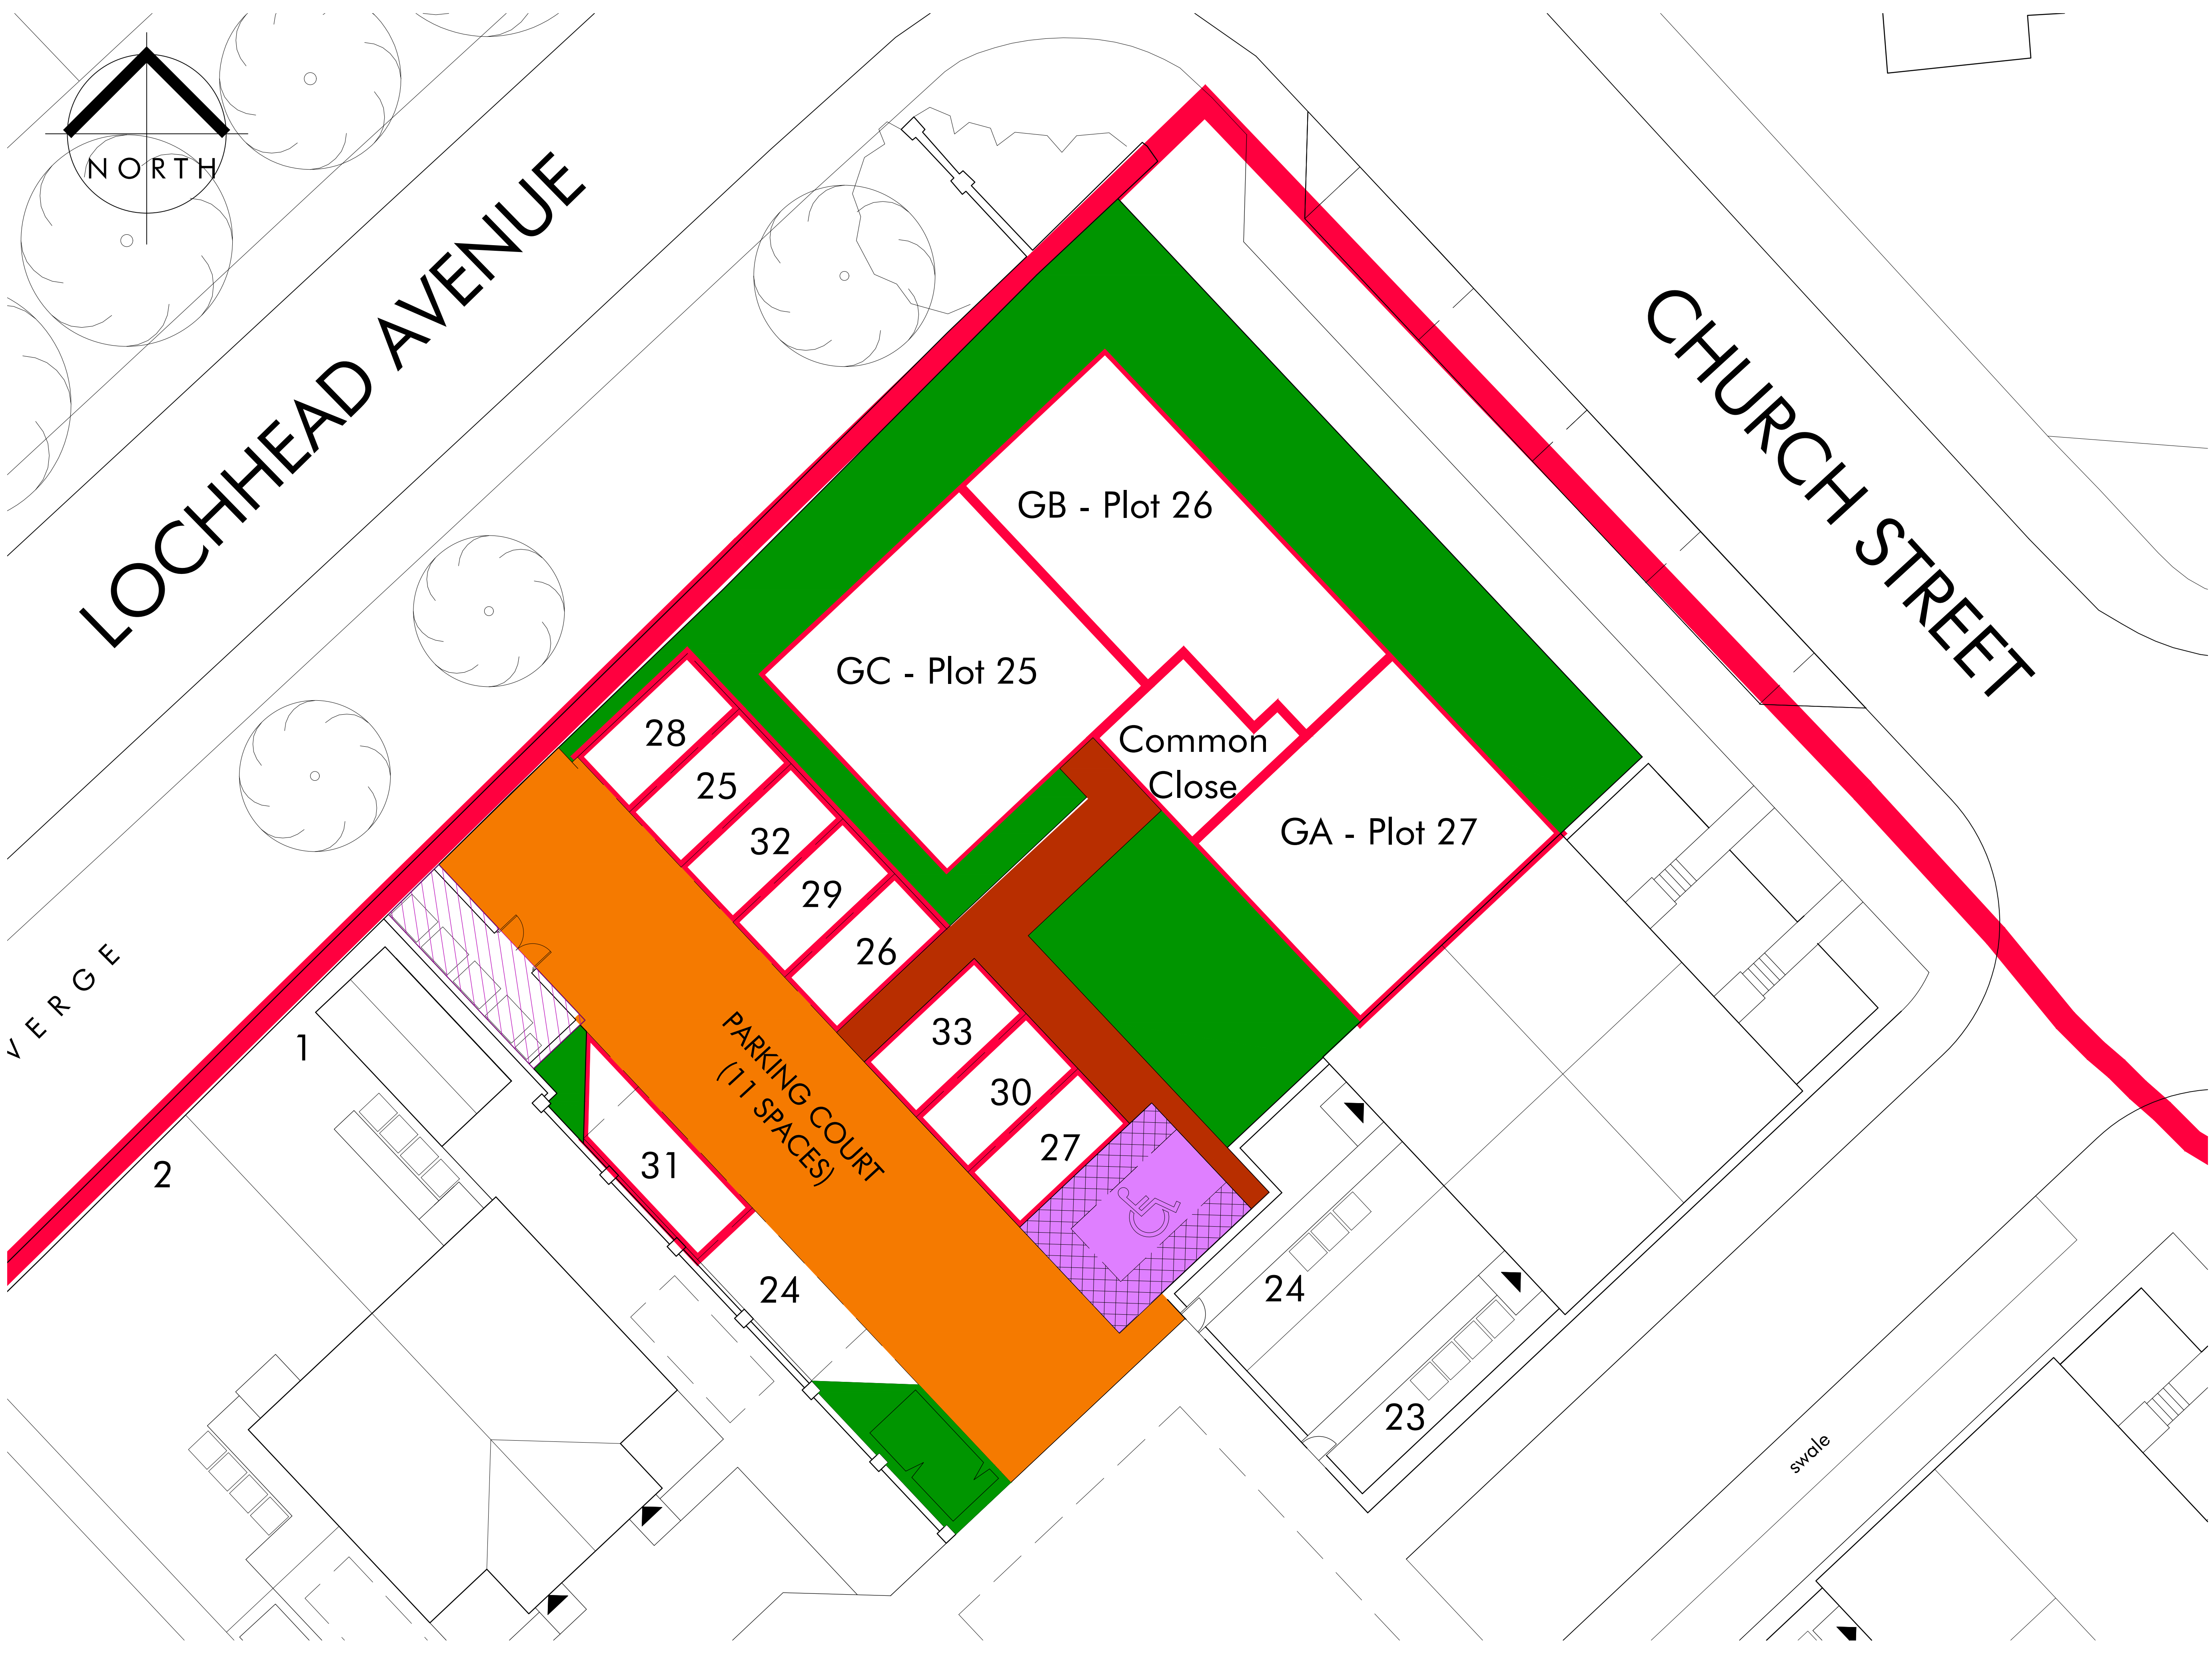 NORTH
LOCHHEAD AVENUE
CHURCH STREET
GB - Plot 26
GC - Plot 25
Common
Close
GA - Plot 27
28
25
32
29
26
33
30
27
PARKING COURT
(11 SPACES)
31
24
VERGE
1
2
24
23
swale